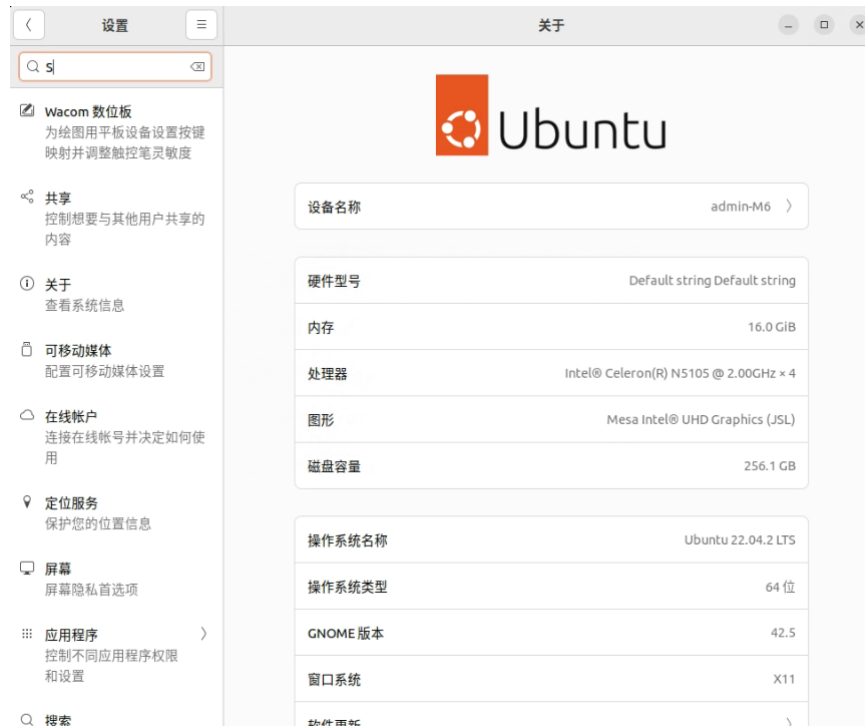 设置
关于
S
Wacom 数位板
为绘图用平板设备设置按键
映射并调整触控笔灵敏度
共享
控制想要与其他用户共享的
内容
关于
查看系统信息
可移动媒体
配置可移动媒体设置
在线帐户
连接在线帐号并决定如何使
用
定位服务
保护您的位置信息
屏幕
屏幕隐私首选项
应用程序
控制不同应用程序权限
和设置
搜索
Ubuntu
设备名称 admin-M6
硬件型号 Default string Default string
内存 16.0 GiB
处理器 Intel® Celeron(R) N5105 @ 2.00GHz × 4
图形 Mesa Intel® UHD Graphics (JSL)
磁盘容量 256.1 GB
操作系统名称 Ubuntu 22.04.2 LTS
操作系统类型 64 位
GNOME 版本 42.5
窗口系统 X11
软件更新